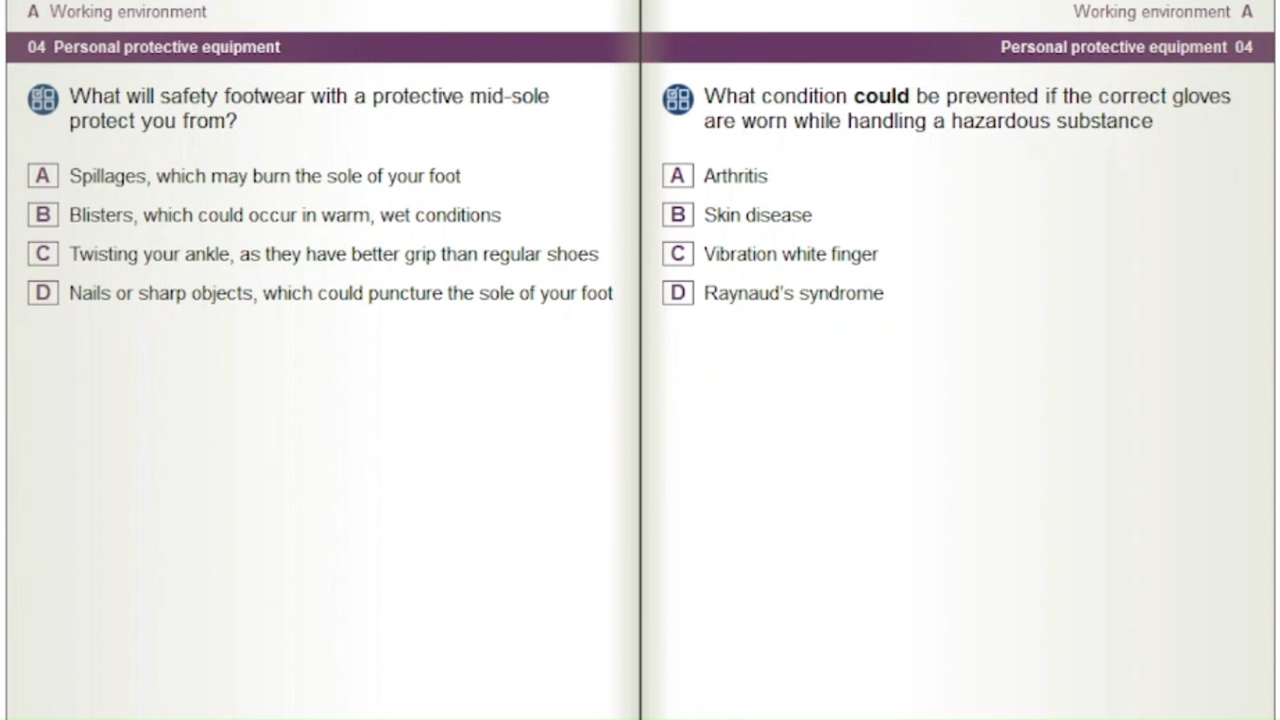 A Working environment
04 Personal protective equipment
What will safety footwear with a protective mid-sole
protect you from?
A Spillages, which may burn the sole of your foot
B Blisters, which could occur in warm, wet conditions
C Twisting your ankle, as they have better grip than regular shoes
D Nails or sharp objects, which could puncture the sole of your foot
Working environment A
Personal protective equipment 04
What condition could be prevented if the correct gloves
are worn while handling a hazardous substance
A Arthritis
B Skin disease
C Vibration white finger
D Raynaud's syndrome